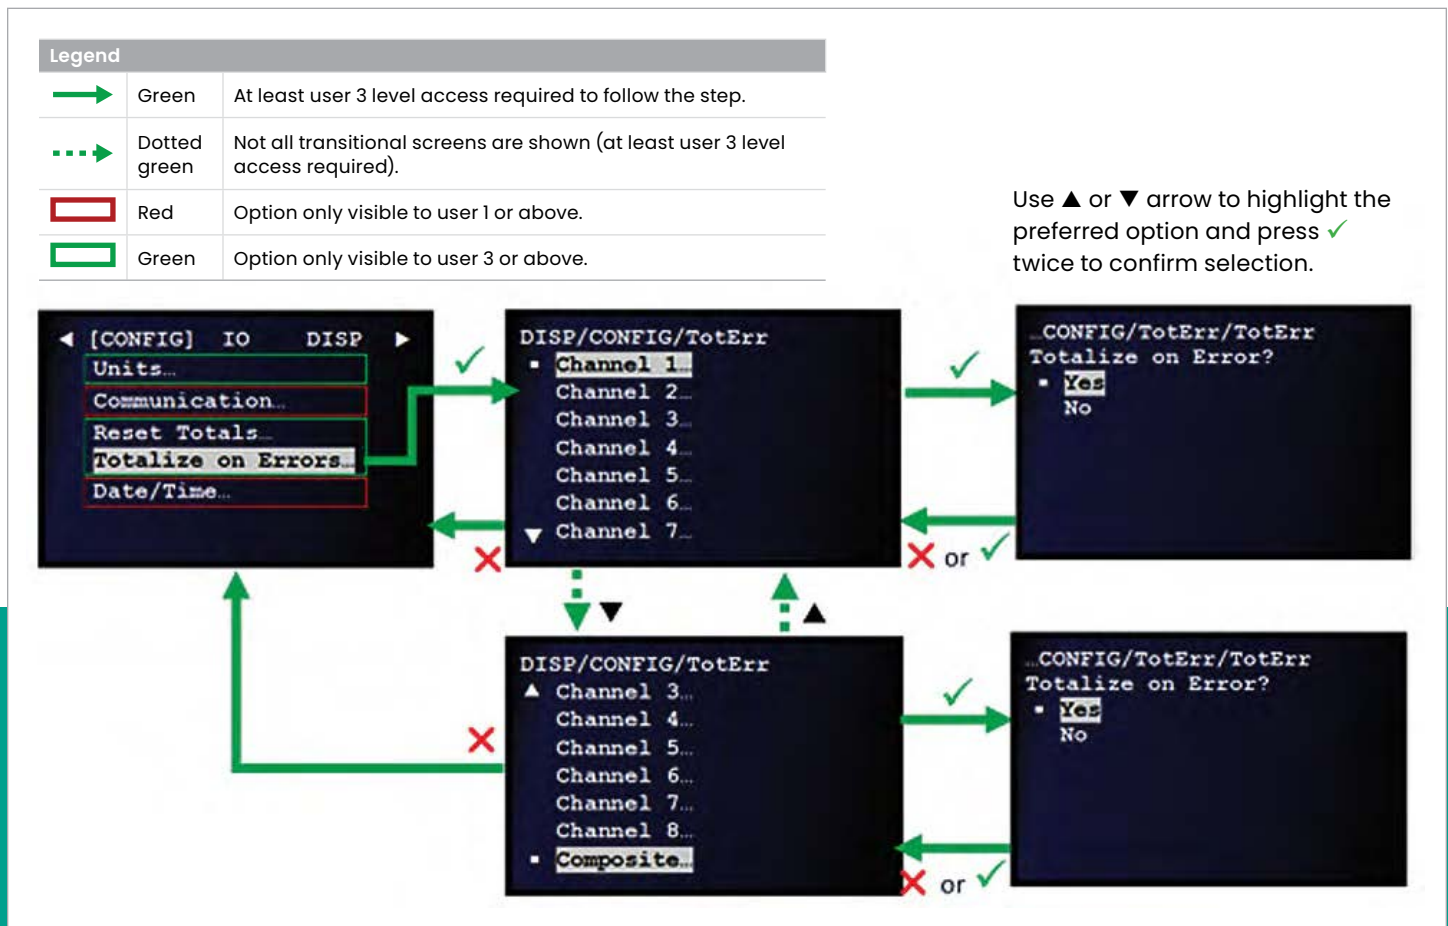 Legend
Green At least user 3 level access required to follow the step.
Dotted green Not all transitional screens are shown (at least user 3 level access required).
Red Option only visible to user 1 or above.
Green Option only visible to user 3 or above.
Use ▲ or ▼ arrow to highlight the
preferred option and press ✓
twice to confirm selection.
◀ [CONFIG] IO DISP ▶
Units…
Communication…
Reset Totals…
Totalize on Errors…
Date/Time…
✓
DISP/CONFIG/TotErr
▪ Channel 1…
Channel 2…
Channel 3…
Channel 4…
Channel 5…
Channel 6…
▼ Channel 7…
✓
…CONFIG/TotErr/TotErr
Totalize on Error?
▪ Yes
No
✗
✗ or ✓
▼
▲
DISP/CONFIG/TotErr
▲ Channel 3…
Channel 4…
Channel 5…
Channel 6…
Channel 7…
Channel 8…
▪ Composite…
✗
✓
…CONFIG/TotErr/TotErr
Totalize on Error?
▪ Yes
No
✗ or ✓